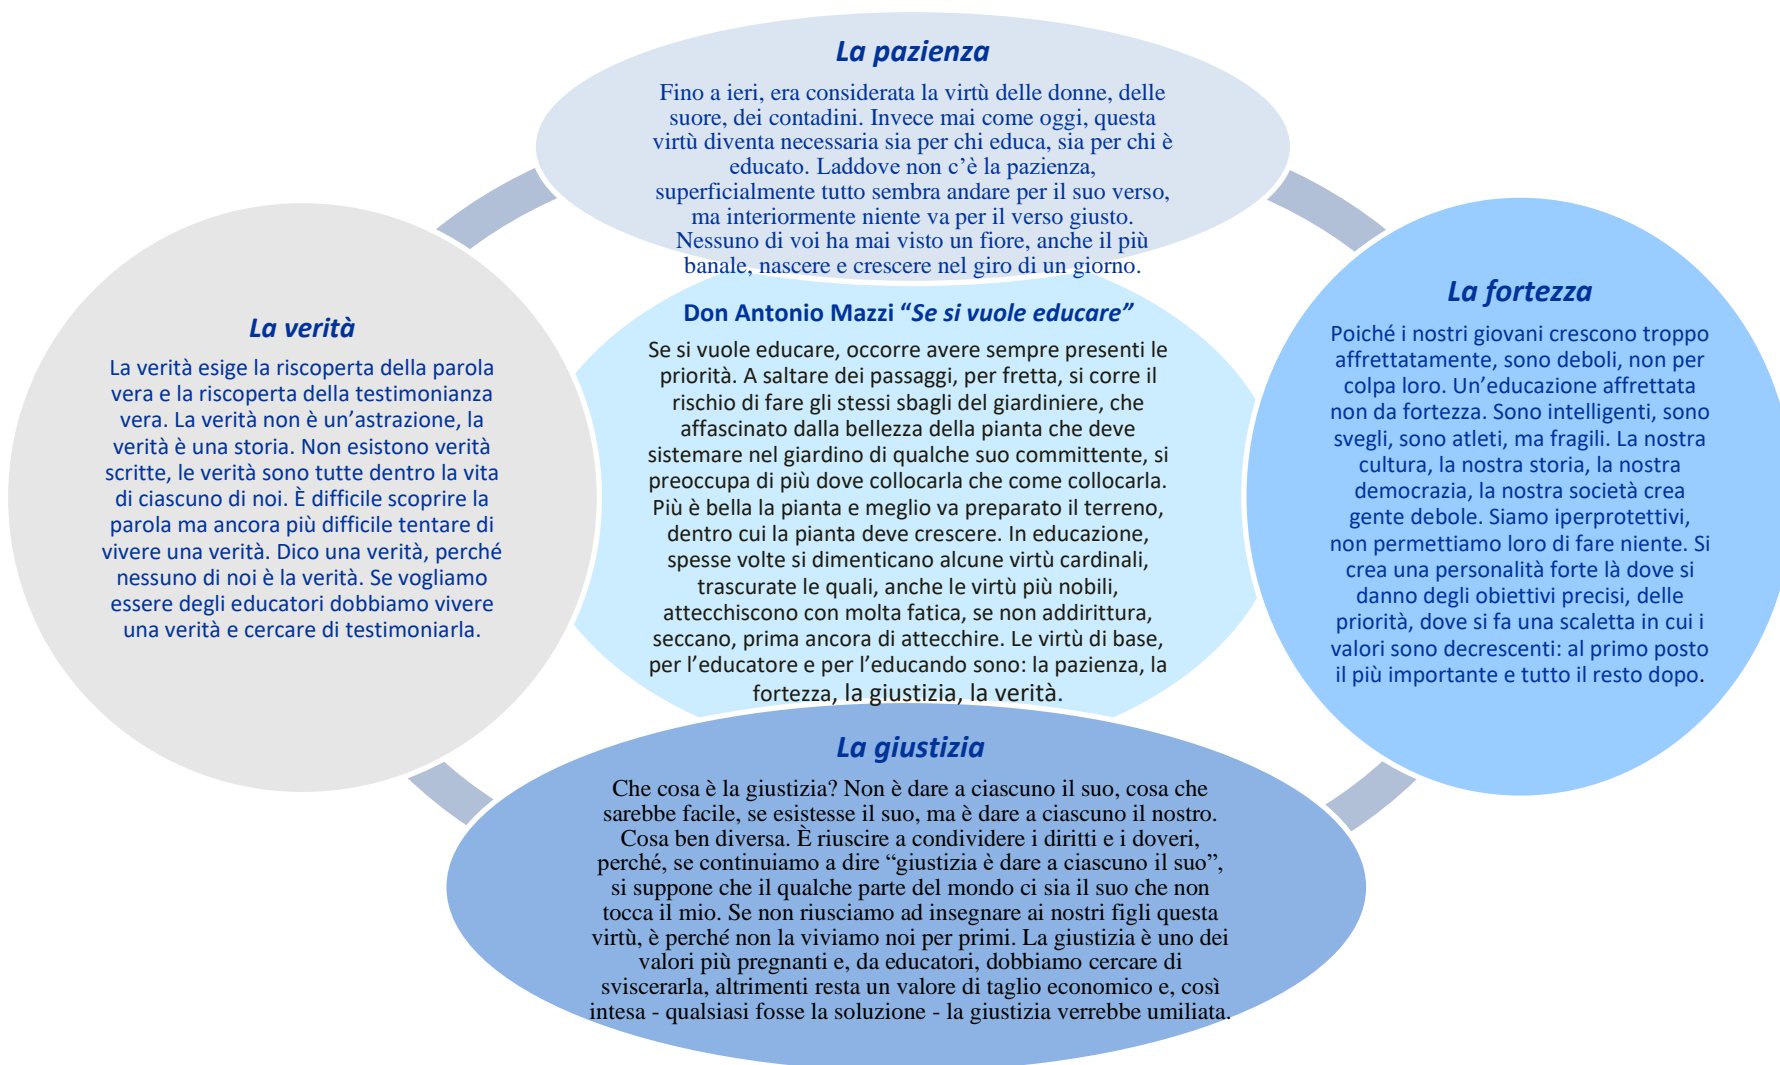 La pazienza
Fino a ieri, era considerata la virtù delle donne, delle
suore, dei contadini. Invece mai come oggi, questa
virtù diventa necessaria sia per chi educa, sia per chi è
educato. Laddove non c’è la pazienza,
superficialmente tutto sembra andare per il suo verso,
ma interiormente niente va per il verso giusto.
Nessuno di voi ha mai visto un fiore, anche il più
banale, nascere e crescere nel giro di un giorno.
Don Antonio Mazzi “Se si vuole educare”
Se si vuole educare, occorre avere sempre presenti le
priorità. A saltare dei passaggi, per fretta, si corre il
rischio di fare gli stessi sbagli del giardiniere, che
affascinato dalla bellezza della pianta che deve
sistemare nel giardino di qualche suo committente, si
preoccupa di più dove collocarla che come collocarla.
Più è bella la pianta e meglio va preparato il terreno,
dentro cui la pianta deve crescere. In educazione,
spesse volte si dimenticano alcune virtù cardinali,
trascurate le quali, anche le virtù più nobili,
attecchiscono con molta fatica, se non addirittura,
seccano, prima ancora di attecchire. Le virtù di base,
per l’educatore e per l’educando sono: la pazienza, la
fortezza, la giustizia, la verità.
La fortezza
Poiché i nostri giovani crescono troppo
affrettatamente, sono deboli, non per
colpa loro. Un’educazione affrettata
non da fortezza. Sono intelligenti, sono
svegli, sono atleti, ma fragili. La nostra
cultura, la nostra storia, la nostra
democrazia, la nostra società crea
gente debole. Siamo iperprotettivi,
non permettiamo loro di fare niente. Si
crea una personalità forte là dove si
danno degli obiettivi precisi, delle
priorità, dove si fa una scaletta in cui i
valori sono decrescenti: al primo posto
il più importante e tutto il resto dopo.
La giustizia
Che cosa è la giustizia? Non è dare a ciascuno il suo, cosa che
sarebbe facile, se esistesse il suo, ma è dare a ciascuno il nostro.
Cosa ben diversa. È riuscire a condividere i diritti e i doveri,
perché, se continuiamo a dire “giustizia è dare a ciascuno il suo”,
si suppone che il qualche parte del mondo ci sia il suo che non
tocca il mio. Se non riusciamo ad insegnare ai nostri figli questa
virtù, è perché non la viviamo noi per primi. La giustizia è uno dei
valori più pregnanti e, da educatori, dobbiamo cercare di
sviscerarla, altrimenti resta un valore di taglio economico e, così
intesa - qualsiasi fosse la soluzione - la giustizia verrebbe umiliata.
La verità
La verità esige la riscoperta della parola
vera e la riscoperta della testimonianza
vera. La verità non è un’astrazione, la
verità è una storia. Non esistono verità
scritte, le verità sono tutte dentro la vita
di ciascuno di noi. È difficile scoprire la
parola ma ancora più difficile tentare di
vivere una verità. Dico una verità, perché
nessuno di noi è la verità. Se vogliamo
essere degli educatori dobbiamo vivere
una verità e cercare di testimoniarla.